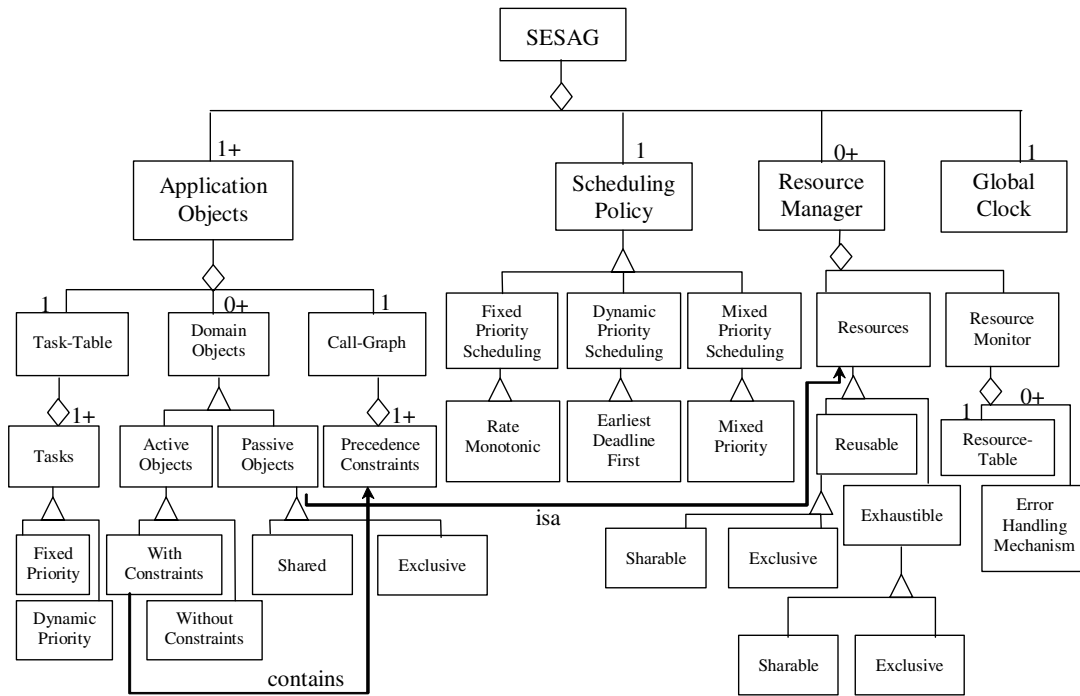 SESAG
1+
1
0+
1
Application
Objects
Scheduling
Policy
Resource
Manager
Global
Clock
1
0+
1
Task-Table
Domain
Objects
Call-Graph
Fixed
Priority
Scheduling
Dynamic
Priority
Scheduling
Mixed
Priority
Scheduling
Resources
Resource
Monitor
1+
1+
1
0+
Tasks
Active
Objects
Passive
Objects
Precedence
Constraints
Rate
Monotonic
Earliest
Deadline
First
Mixed
Priority
Reusable
Resource-
Table
isa
Exhaustible
Error
Handling
Mechanism
Fixed
Priority
With
Constraints
Shared
Exclusive
Sharable
Exclusive
Dynamic
Priority
Without
Constraints
Sharable
Exclusive
contains